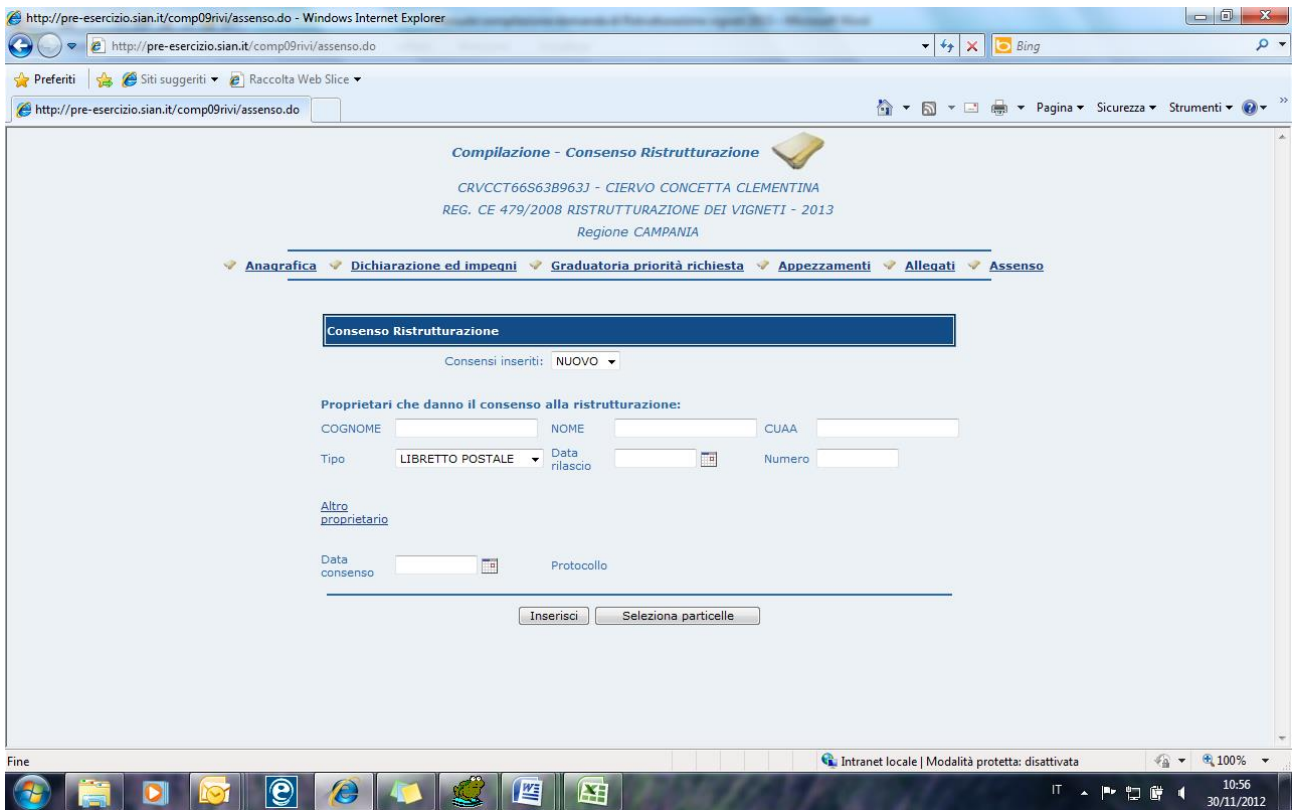 http://pre-esercizio.sian.it/comp09rivi/assenso.do - Windows Internet Explorer
http://pre-esercizio.sian.it/comp09rivi/assenso.do
Bing
Preferiti Siti suggeriti Raccolta Web Slice
http://pre-esercizio.sian.it/comp09rivi/assenso.do Pagina Sicurezza Strumenti
Compilazione - Consenso Ristrutturazione
CRVCCT66S63B963J - CIERVO CONCETTA CLEMENTINA
REG. CE 479/2008 RISTRUTTURAZIONE DEI VIGNETI - 2013
Regione CAMPANIA
Anagrafica Dichiarazione ed impegni Graduatoria priorità richiesta Appezzamenti Allegati Assenso
Consenso Ristrutturazione
Consensi inseriti: NUOVO
Proprietari che danno il consenso alla ristrutturazione:
COGNOME NOME CUAA
Tipo LIBRETTO POSTALE Data rilascio Numero
Altro
proprietario
Data
consenso Protocollo
Inserisci Seleziona particelle
Fine Intranet locale | Modalità protetta: disattivata 100%
IT 10:56
30/11/2012